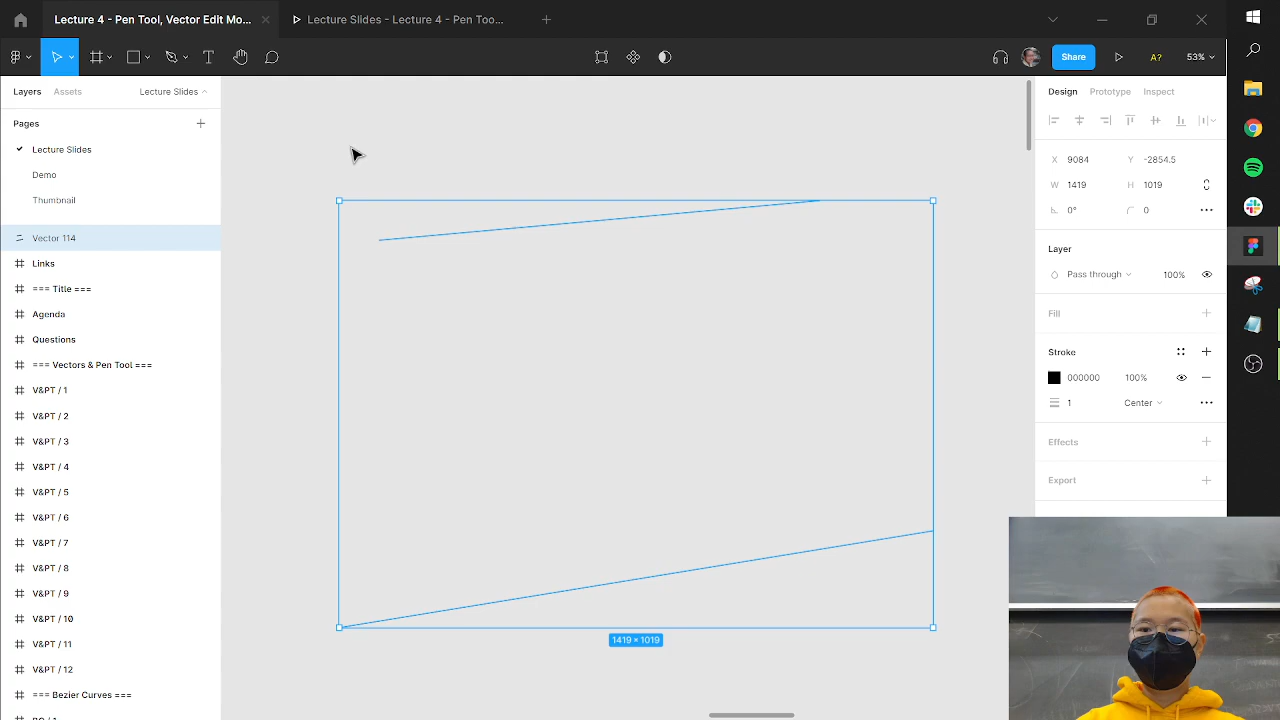 Lecture 4 - Pen Tool, Vector Edit Mo...
Lecture Slides - Lecture 4 - Pen Too...
Share
A?
53%
Layers
Assets
Lecture Slides
Pages
Lecture Slides
Demo
Thumbnail
Vector 114
Links
=== Title ===
Agenda
Questions
=== Vectors & Pen Tool ===
V&PT / 1
V&PT / 2
V&PT / 3
V&PT / 4
V&PT / 5
V&PT / 6
V&PT / 7
V&PT / 8
V&PT / 9
V&PT / 10
V&PT / 11
V&PT / 12
=== Bezier Curves ===
1419 × 1019
Design
Prototype
Inspect
X 9084 Y -2854.5
W 1419 H 1019
0° 0
Layer
Pass through 100%
Fill
Stroke
000000 100%
1 Center
Effects
Export